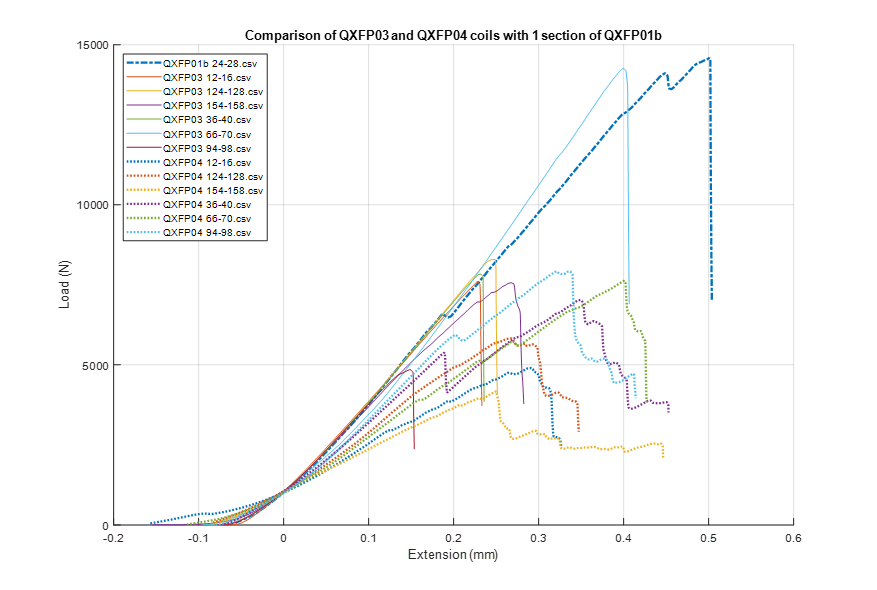 Comparison of QXFP03 and QXFP04 coils with 1 section of QXFP01b
15000
QXFP01b 24-28.csv
QXFP03 12-16.csv
QXFP03 124-128.csv
QXFP03 154-158.csv
QXFP03 36-40.csv
QXFP03 66-70.csv
QXFP03 94-98.csv
QXFP04 12-16.csv
QXFP04 124-128.csv
QXFP04 154-158.csv
QXFP04 36-40.csv
QXFP04 66-70.csv
QXFP04 94-98.csv
10000
Load (N)
5000
0
-0.2 -0.1 0 0.1 0.2 0.3 0.4 0.5 0.6
Extension (mm)